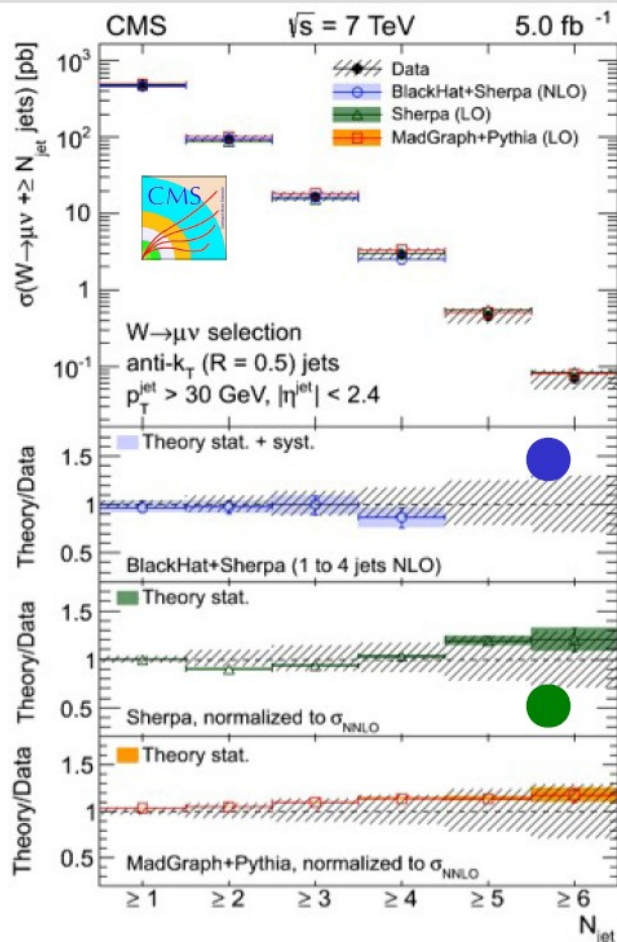 CMS √s = 7 TeV 5.0 fb⁻¹
σ(W→μν +≥ N_jet jets) [pb]
10³
10²
10
1
10⁻¹
Data
BlackHat+Sherpa (NLO)
Sherpa (LO)
MadGraph+Pythia (LO)
CMS
W→μν selection
anti-k_T (R = 0.5) jets
p_T^jet > 30 GeV, |η^jet| < 2.4
Theory/Data
1.5
1
0.5
Theory stat. + syst.
BlackHat+Sherpa (1 to 4 jets NLO)
Theory/Data
1.5
1
0.5
Theory stat.
Sherpa, normalized to σ_NNLO
Theory/Data
1.5
1
0.5
Theory stat.
MadGraph+Pythia, normalized to σ_NNLO
≥ 1 ≥ 2 ≥ 3 ≥ 4 ≥ 5 ≥ 6
N_jet